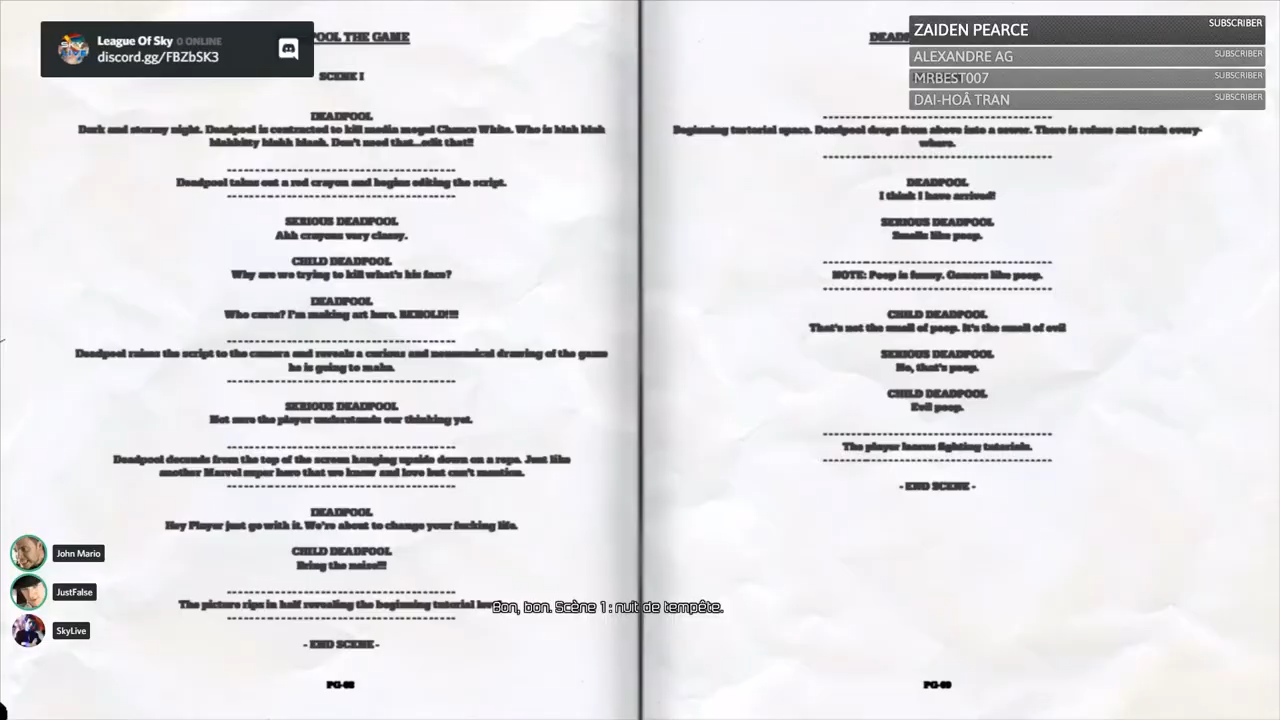 League Of Sky 0 ONLINE
discord.gg/FBZbSK3
POOL THE GAME
SCENE I
DEADPOOL
Dark and stormy night. Deadpool is contracted to kill media mogul Chance White. Who is blah blah
blahbitty blahh blaah. Don't need that...edit that!!
Deadpool takes out a red crayon and begins editing the script.
SERIOUS DEADPOOL
Ahh crayons very classy.
CHILD DEADPOOL
Why are we trying to kill what's his face?
DEADPOOL
Who cares? I'm making art here. BEHOLD!!!!
Deadpool raises the script to the camera and reveals a curious and nonsensical drawing of the game
he is going to make.
SERIOUS DEADPOOL
Not sure the player understands our thinking yet.
Deadpool decends from the top of the screen hanging upside down on a rope. Just like
another Marvel super hero that we know and love but can't mention.
DEADPOOL
Hey Player just go with it. We're about to change your fucking life.
CHILD DEADPOOL
Bring the noise!!!
The picture rips in half revealing the beginning tutorial
- END SCENE -
PG-08
DEADP
Beginning turtorial space. Deadpool drops from above into a sewer. There is refuse and trash every-
where.
DEADPOOL
I think I have arrived!
SERIOUS DEADPOOL
Smells like poop.
NOTE: Poop is funny. Gamers like poop.
CHILD DEADPOOL
That's not the smell of poop. It's the smell of evil
SERIOUS DEADPOOL
No, that's poop.
CHILD DEADPOOL
Evil poop.
The player learns fighting tutorials.
- END SCENE -
PG-09
ZAIDEN PEARCE SUBSCRIBER
ALEXANDRE AG SUBSCRIBER
MRBEST007 SUBSCRIBER
DAI-HOÀ TRAN SUBSCRIBER
John Mario
JustFalse
SkyLive
Bon, bon. Scène 1 : nuit de tempête.